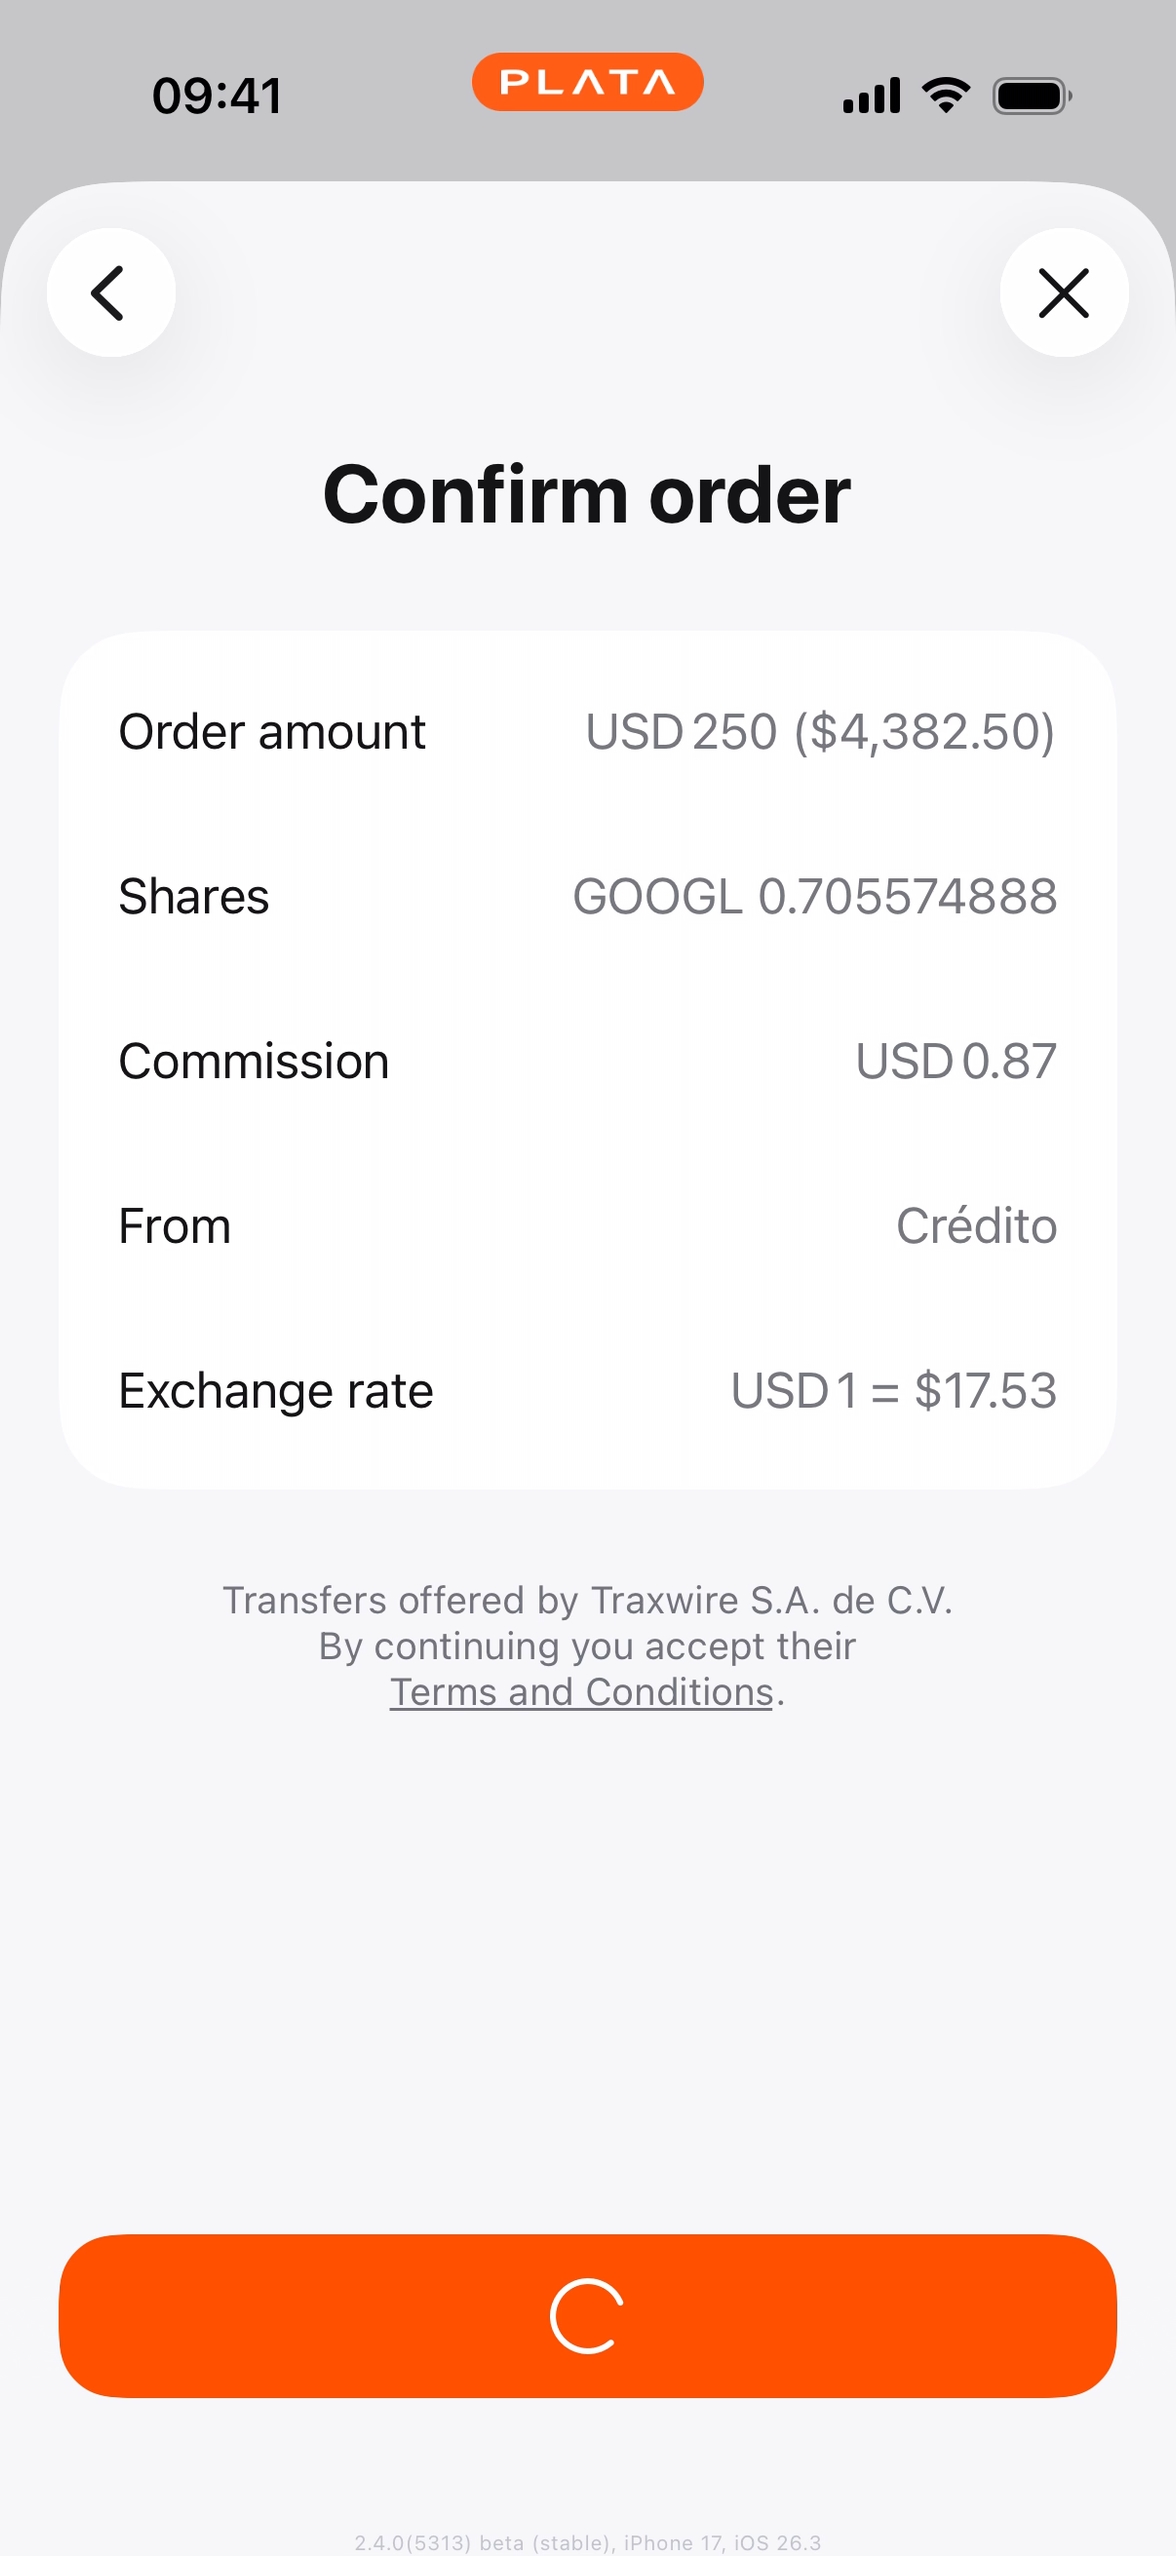 09:41
PLATA
Confirm order
Order amount USD 250 ($4,382.50)
Shares GOOGL 0.705574888
Commission USD 0.87
From Crédito
Exchange rate USD 1 = $17.53
Transfers offered by Traxwire S.A. de C.V.
By continuing you accept their
Terms and Conditions.
2.4.0(5313) beta (stable), iPhone 17, iOS 26.3